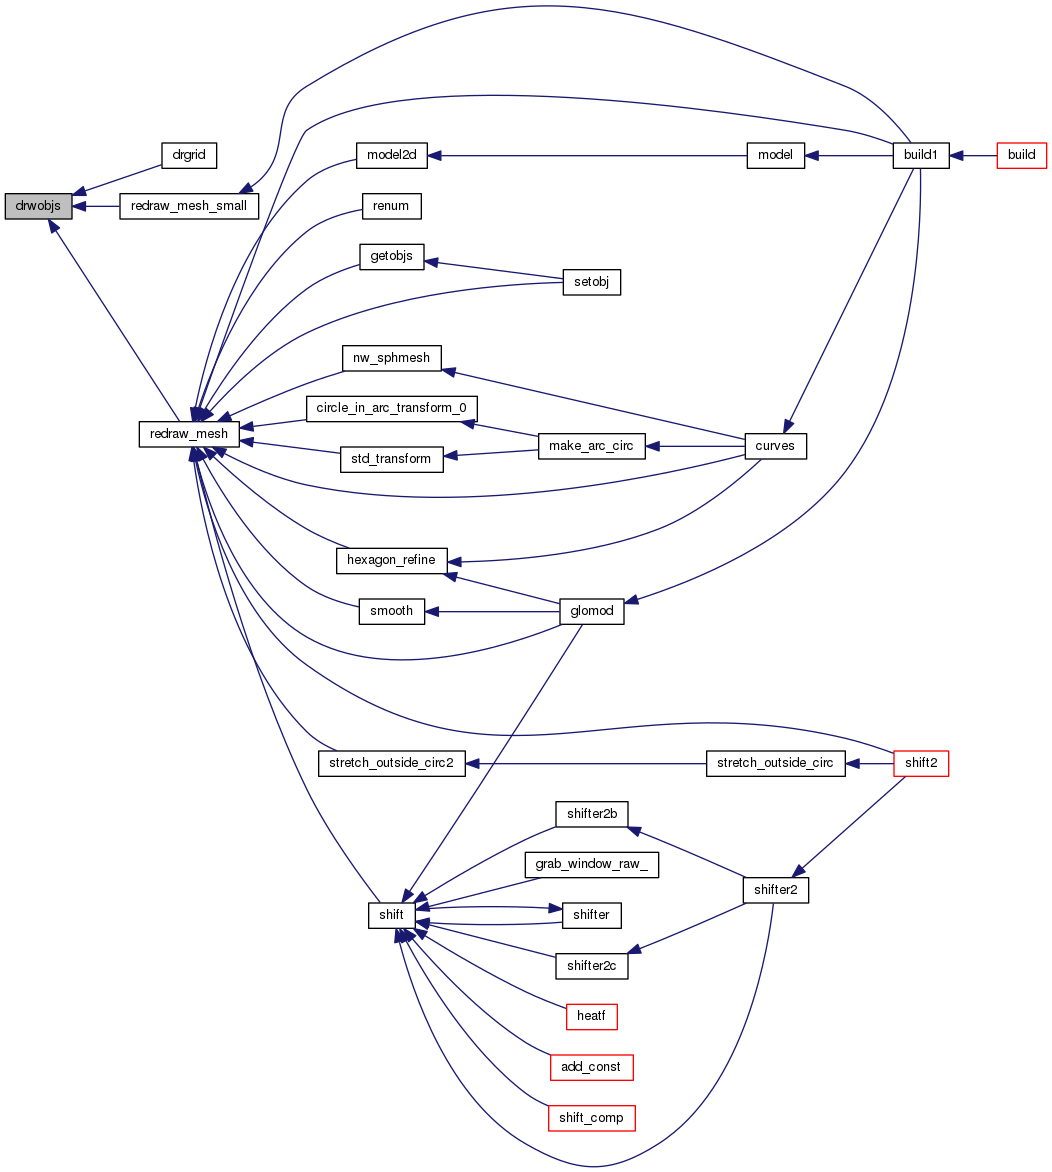 drgrid
model2d
model
build1
build
drwobjs
redraw_mesh_small
renum
getobjs
setobj
nw_sphmesh
circle_in_arc_transform_0
redraw_mesh
make_arc_circ
curves
std_transform
hexagon_refine
smooth
glomod
stretch_outside_circ2
stretch_outside_circ
shift2
shifter2b
grab_window_raw_
shifter2
shift
shifter
shifter2c
heatf
add_const
shift_comp